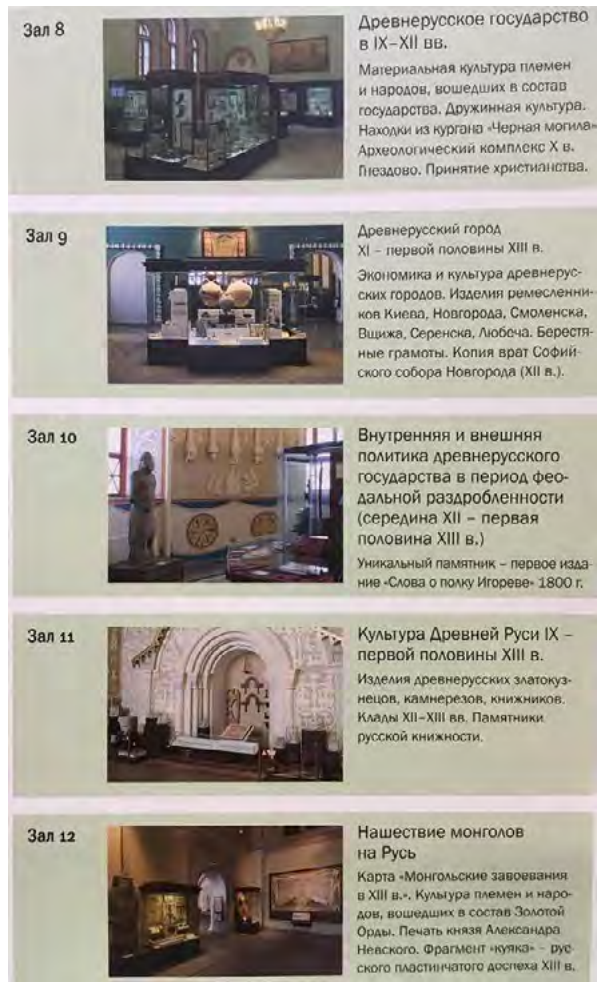 Зал 8
Древнерусское государство
в IX–XII вв.
Материальная культура племен
и народов, вошедших в состав
государства. Дружинная культура.
Находки из кургана «Черная могила»
Археологический комплекс X в.
Гнездово. Принятие христианства.
Зал 9
Древнерусский город
XI – первой половины XIII в.
Экономика и культура древнерус-
ских городов. Изделия ремесленни-
ков Киева, Новгорода, Смоленска,
Вщижа, Серенска, Любеча. Берестя-
ные грамоты. Копия врат Софий-
ского собора Новгорода (XII в.).
Зал 10
Внутренняя и внешняя
политика древнерусского
государства в период фео-
дальной раздробленности
(середина XII – первая
половина XIII в.)
Уникальный памятник – первое изда-
ние «Слова о полку Игореве» 1800 г.
Зал 11
Культура Древней Руси IX –
первой половины XIII в.
Изделия древнерусских златокуз-
нецов, камнерезов, книжников.
Клады XII–XIII вв. Памятники
русской книжности.
Зал 12
Нашествие монголов
на Русь
Карта «Монгольские завоевания
в XIII в.». Культура племен и наро-
дов, вошедших в состав Золотой
Орды. Печать князя Александра
Невского. Фрагмент «куяка» – рус-
ского пластинчатого доспеха XIII в.